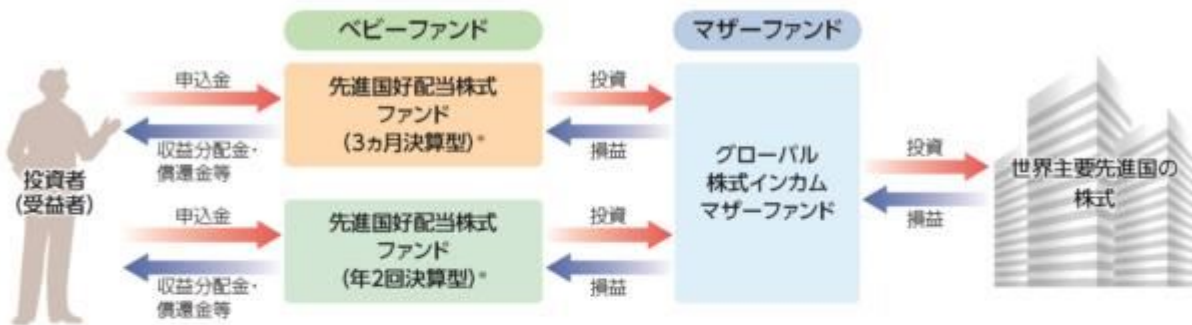 ベビーファンド
マザーファンド
投資者
(受益者)
申込金
収益分配金・
償還金等
先進国好配当株式
ファンド
(3ヵ月決算型)*
投資
損益
申込金
収益分配金・
償還金等
先進国好配当株式
ファンド
(年2回決算型)*
投資
損益
グローバル
株式インカム
マザーファンド
投資
損益
世界主要先進国の
株式